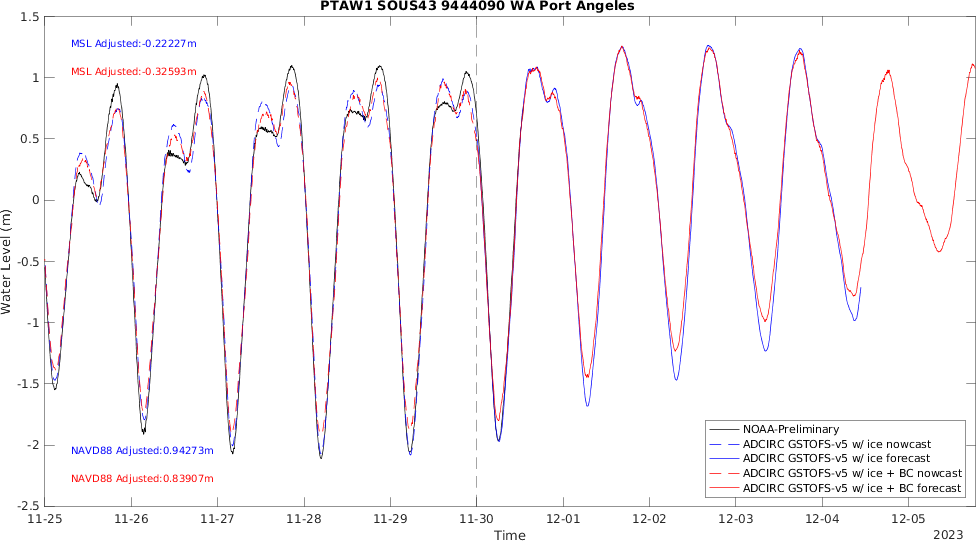 PTAW1 SOUS43 9444090 WA Port Angeles
MSL Adjusted:-0.22227m
MSL Adjusted:-0.32593m
NAVD88 Adjusted:0.94273m
NAVD88 Adjusted:0.83907m
Water Level (m)
1.5
1
0.5
0
-0.5
-1
-1.5
-2
-2.5
NOAA-Preliminary
ADCIRC GSTOFS-v5 w/ ice nowcast
ADCIRC GSTOFS-v5 w/ ice forecast
ADCIRC GSTOFS-v5 w/ ice + BC nowcast
ADCIRC GSTOFS-v5 w/ ice + BC forecast
11-25 11-26 11-27 11-28 11-29 11-30 12-01 12-02 12-03 12-04 12-05
Time
2023